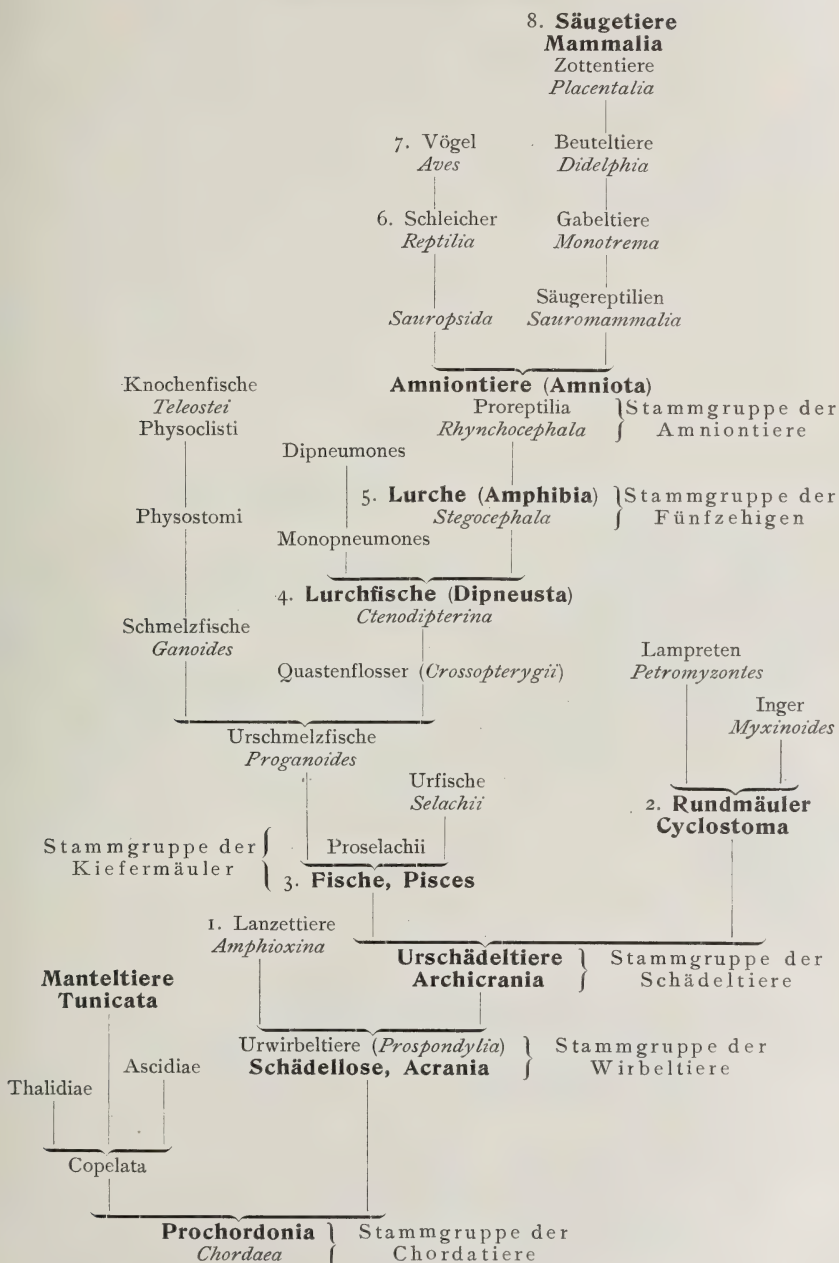 8. Säugetiere
Mammalia
Zottentiere
Placentalia
7. Vögel
Aves
Beuteltiere
Didelphia
6. Schleicher
Reptilia
Gabeltiere
Monotrema
Sauropsida
Säugereptilien
Sauromammalia
Knochenfische
Teleostei
Physoclisti
Amniontiere (Amniota)
Proreptilia
Rhynchocephala
Stammgruppe der
Amniontiere
Dipneumones
Physostomi
5. Lurche (Amphibia)
Stegocephala
Stammgruppe der
Fünfzehigen
Monopneumones
4. Lurchfische (Dipneusta)
Ctenodipterina
Schmelzfische
Ganoides
Quastenflosser (Crossopterygii)
Lampreten
Petromyzontes
Inger
Myxinoides
Urschmelzfische
Proganoides
Urfische
Selachii
2. Rundmäuler
Cyclostoma
Stammgruppe der
Kiefermäuler
Proselachii
3. Fische, Pisces
1. Lanzettiere
Amphioxina
Urschädeltiere
Archicrania
Stammgruppe der
Schädeltiere
Manteltiere
Tunicata
Urwirbeltiere (Prospondylia)
Schädellose, Acrania
Stammgruppe der
Wirbeltiere
Thalidiae
Ascidiae
Copelata
Prochordonia
Chordaea
Stammgruppe der
Chordatiere